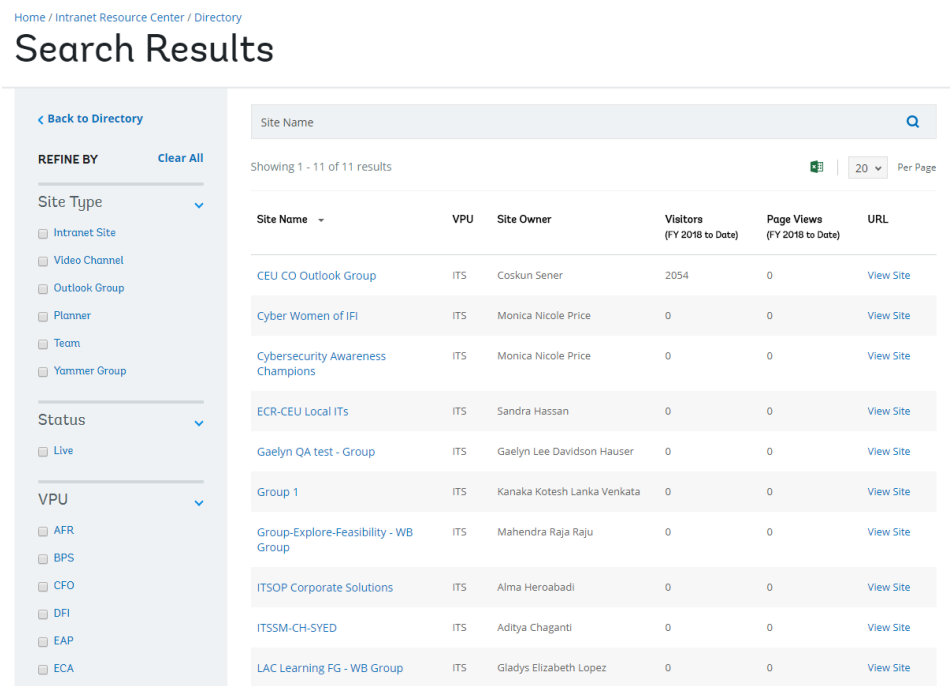 Home / Intranet Resource Center / Directory
Search Results
Back to Directory
REFINE BY Clear All
Site Type
Intranet Site
Video Channel
Outlook Group
Planner
Team
Yammer Group
Status
Live
VPU
AFR
BPS
CFO
DFI
EAP
ECA
Site Name
Showing 1 - 11 of 11 results 20 Per Page
Site Name VPU Site Owner Visitors Page Views URL
(FY 2018 to Date) (FY 2018 to Date)
CEU CO Outlook Group ITS Coskun Sener 2054 0 View Site
Cyber Women of IFI ITS Monica Nicole Price 0 0 View Site
Cybersecurity Awareness ITS Monica Nicole Price 0 0 View Site
Champions
ECR-CEU Local ITs ITS Sandra Hassan 0 0 View Site
Gaelyn QA test - Group ITS Gaelyn Lee Davidson Hauser 0 0 View Site
Group 1 ITS Kanaka Kotesh Lanka Venkata 0 0 View Site
Group-Explore-Feasibility - WB ITS Mahendra Raja Raju 0 0 View Site
Group
ITSOP Corporate Solutions ITS Alma Heroabadi 0 0 View Site
ITSSM-CH-SYED ITS Aditya Chaganti 0 0 View Site
LAC Learning FG - WB Group ITS Gladys Elizabeth Lopez 0 0 View Site